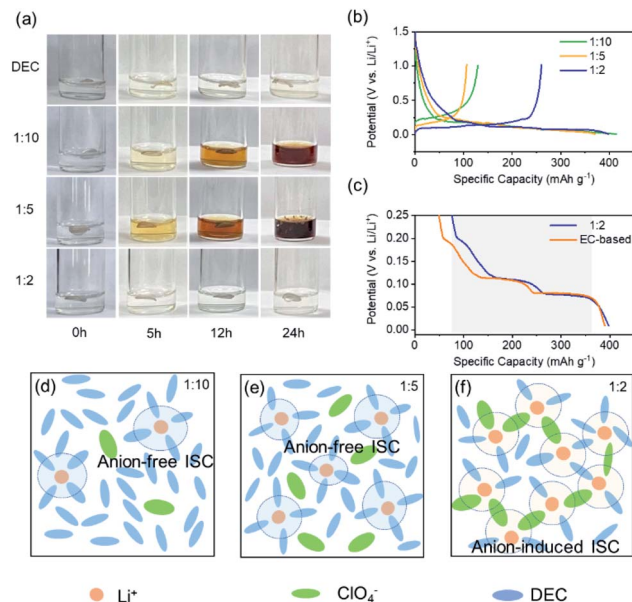 (a)
DEC
1:10
1:5
1:2
0h 5h 12h 24h
(b)
Potential (V vs. Li/Li⁺)
1.5
1.0
0.5
0.0
1:10
1:5
1:2
0 100 200 300 400
Specific Capacity (mAh g⁻¹)
(c)
Potential (V vs. Li/Li⁺)
0.25
0.20
0.15
0.10
0.05
0.00
1:2
EC-based
0 100 200 300 400
Specific Capacity (mAh g⁻¹)
(d)
1:10
Anion-free ISC
(e)
1:5
Anion-free ISC
(f)
1:2
Anion-induced ISC
Li⁺
ClO₄⁻
DEC